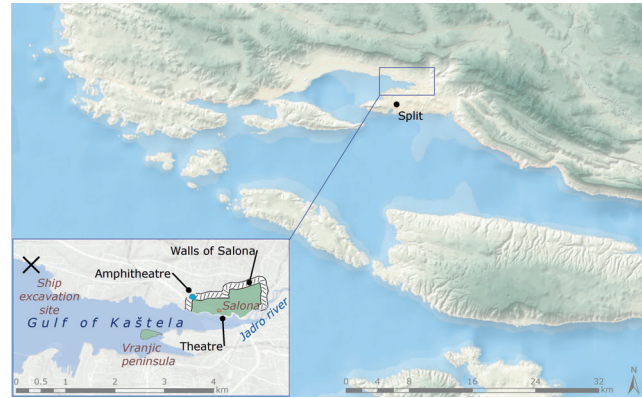 Split
Walls of Salona
Amphitheatre
Ship
excavation
site
Salona
Gulf of Kaštela
Jadro river
Vranjic
peninsula
Theatre
0 0.5 1 2 3 4
km
0 4 8 16 24 32
km
N